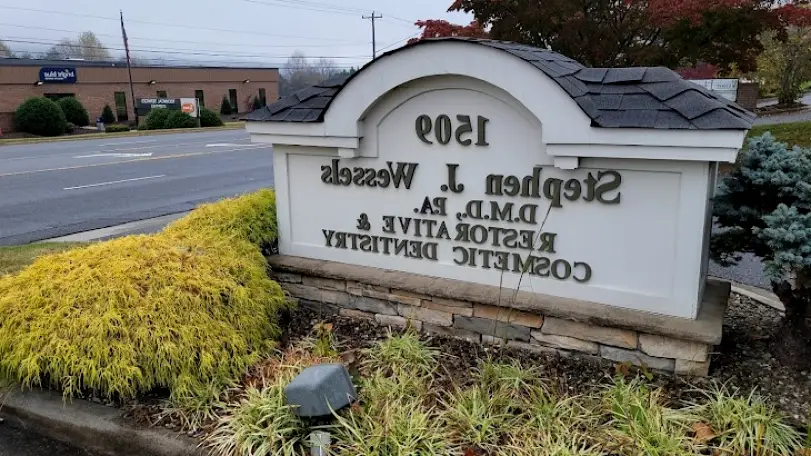 1509
Stephen J. Wessels
D.M.D., P.A.
RESTORATIVE &
COSMETIC DENTISTRY